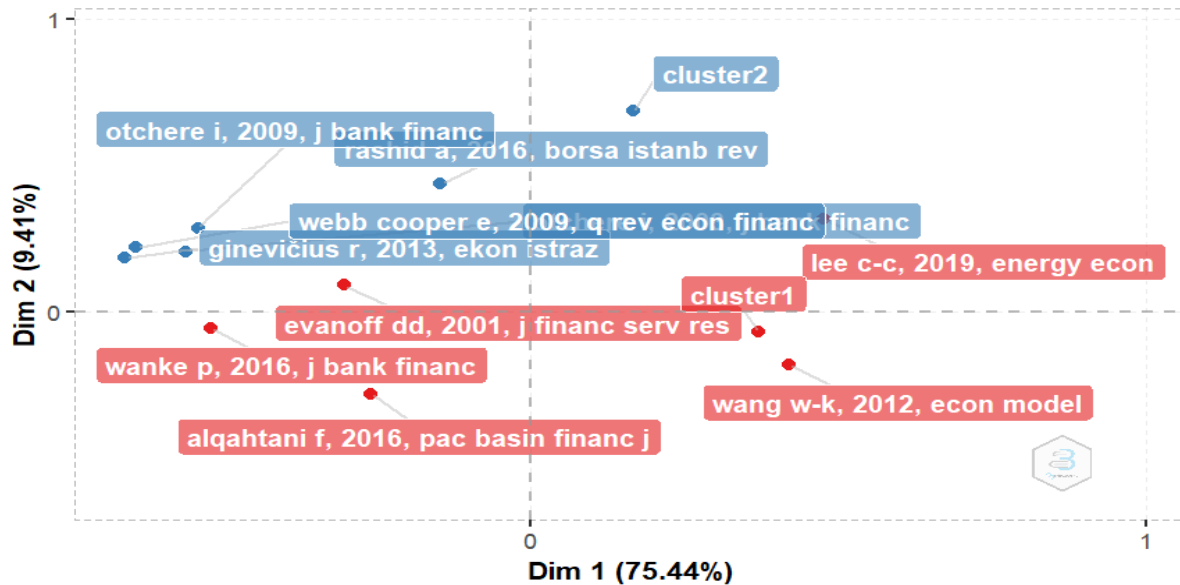 1
cluster2
otchere i, 2009, j bank financ
rashid a, 2016, borsa istanb rev
webb cooper e, 2009, q rev econ financ
financ
ginevičius r, 2013, ekon istraz
lee c-c, 2019, energy econ
cluster1
0
evanoff dd, 2001, j financ serv res
wanke p, 2016, j bank financ
wang w-k, 2012, econ model
alqahtani f, 2016, pac basin financ j
Dim 2 (9.41%)
0
1
Dim 1 (75.44%)